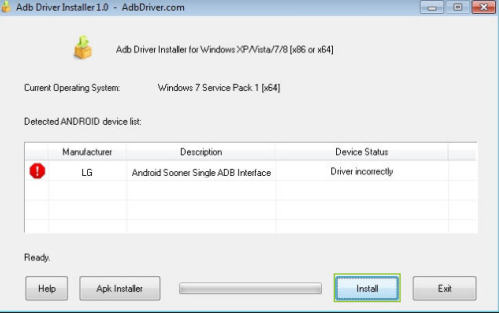 Adb Driver Installer 1.0 - AdbDriver.com
Adb Driver Installer for Windows XP/Vista/7/8 [x86 or x64]
Current Operating System: Windows 7 Service Pack 1 [x64]
Detected ANDROID device list:
Manufacturer Description Device Status
LG Android Sooner Single ADB Interface Driver incorrectly
Ready.
Help Apk Installer Install Exit